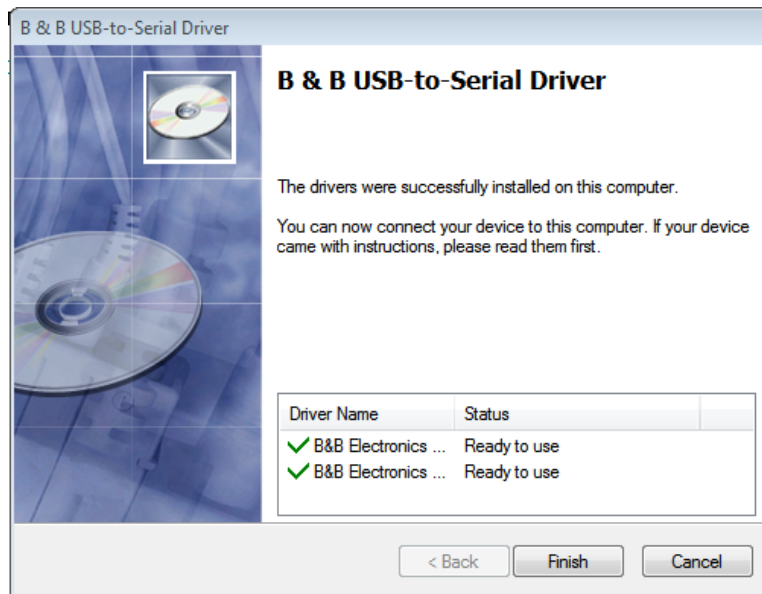 B & B USB-to-Serial Driver
B & B USB-to-Serial Driver
The drivers were successfully installed on this computer.
You can now connect your device to this computer. If your device
came with instructions, please read them first.
Driver Name Status
B&B Electronics ... Ready to use
B&B Electronics ... Ready to use
< Back Finish Cancel